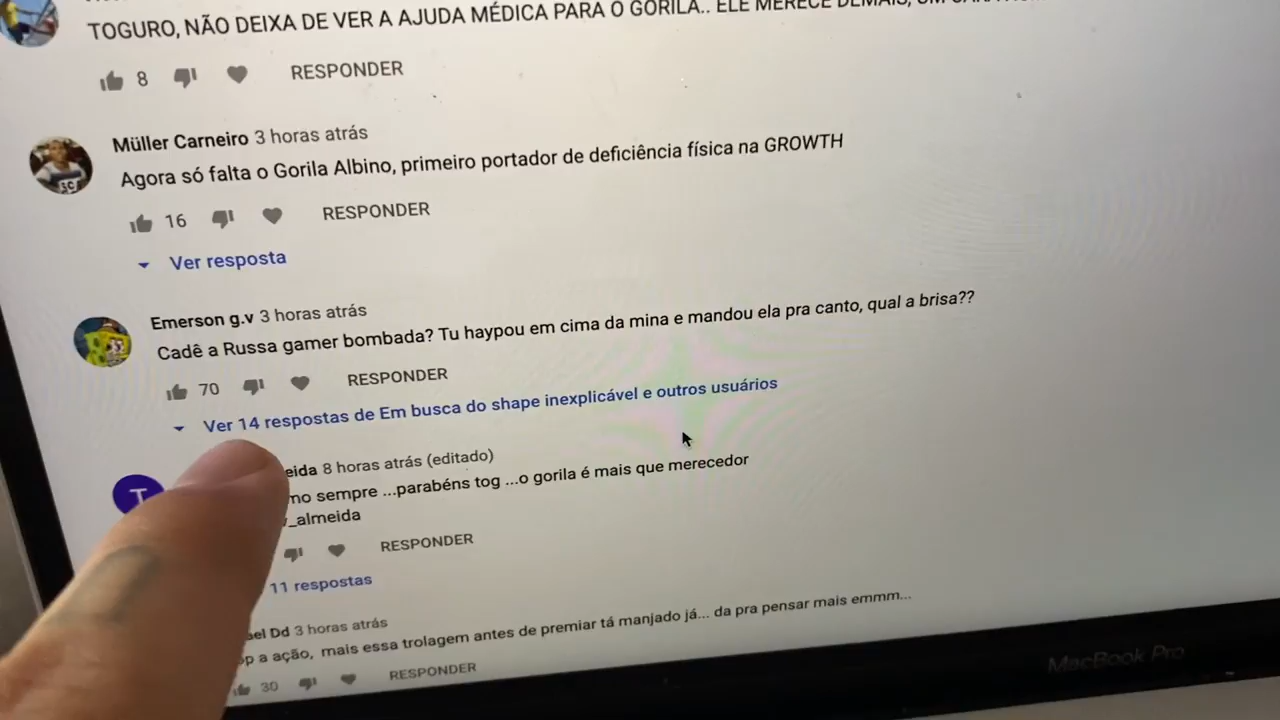 TOGURO, NÃO DEIXA DE VER A AJUDA MÉDICA PARA O GORILA.. ELE MERECE DEMAIS, UM
8 RESPONDER
Müller Carneiro 3 horas atrás
Agora só falta o Gorila Albino, primeiro portador de deficiência física na GROWTH
16 RESPONDER
Ver resposta
Emerson g.v 3 horas atrás
Cadê a Russa gamer bombada? Tu haypou em cima da mina e mandou ela pra canto, qual a brisa??
70 RESPONDER
Ver 14 respostas de Em busca do shape inexplicável e outros usuários
T
eida 8 horas atrás (editado)
mo sempre ...parabéns tog ...o gorila é mais que merecedor
_almeida
RESPONDER
11 respostas
ael Dd 3 horas atrás
op a ação, mais essa trolagem antes de premiar tá manjado já... da pra pensar mais emmm...
30 RESPONDER
MacBook Pro
SC